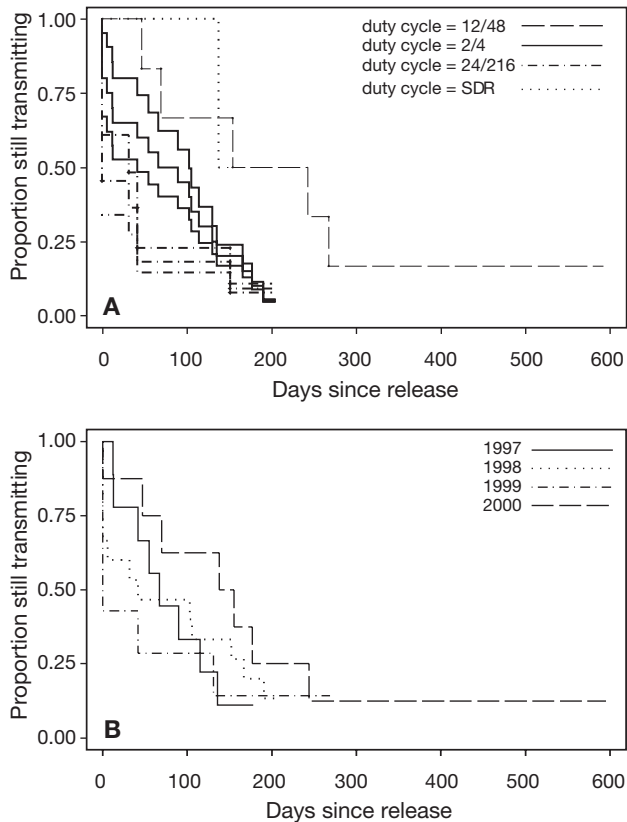 1.00
0.75
0.50
0.25
0.00
Proportion still transmitting
duty cycle = 12/48
duty cycle = 2/4
duty cycle = 24/216
duty cycle = SDR
A
0 100 200 300 400 500 600
Days since release
1.00
0.75
0.50
0.25
0.00
Proportion still transmitting
1997
1998
1999
2000
B
0 100 200 300 400 500 600
Days since release